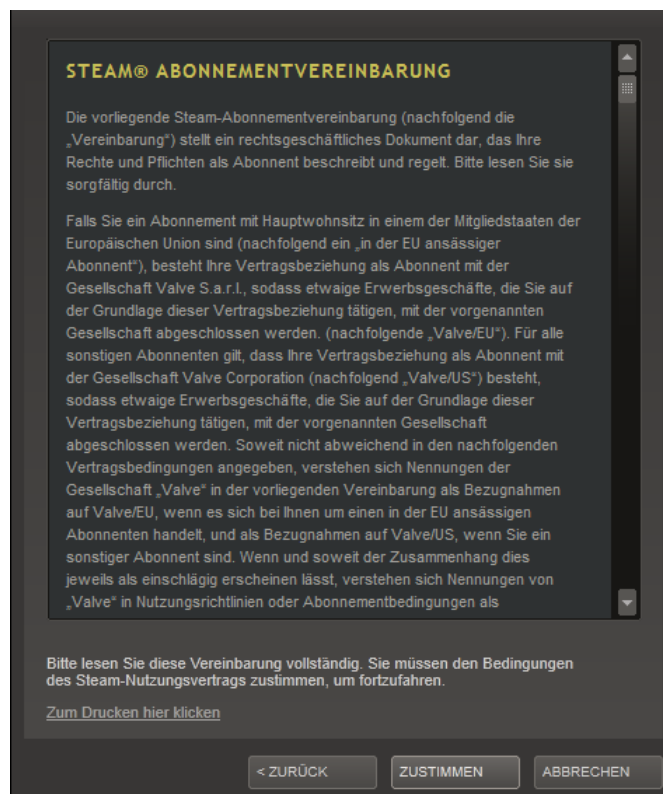 STEAM® ABONNEMENTVEREINBARUNG
Die vorliegende Steam-Abonnementvereinbarung (nachfolgend die
„Vereinbarung“) stellt ein rechtsgeschäftliches Dokument dar, das Ihre
Rechte und Pflichten als Abonnent beschreibt und regelt. Bitte lesen Sie sie
sorgfältig durch.
Falls Sie ein Abonnement mit Hauptwohnsitz in einem der Mitgliedstaaten der
Europäischen Union sind (nachfolgend ein „in der EU ansässiger
Abonnent“), besteht Ihre Vertragsbeziehung als Abonnent mit der
Gesellschaft Valve S.a.r.l., sodass etwaige Erwerbsgeschäfte, die Sie auf
der Grundlage dieser Vertragsbeziehung tätigen, mit der vorgenannten
Gesellschaft abgeschlossen werden. (nachfolgende „Valve/EU“). Für alle
sonstigen Abonnenten gilt, dass Ihre Vertragsbeziehung als Abonnent mit
der Gesellschaft Valve Corporation (nachfolgend „Valve/US“) besteht,
sodass etwaige Erwerbsgeschäfte, die Sie auf der Grundlage dieser
Vertragsbeziehung tätigen, mit der vorgenannten Gesellschaft
abgeschlossen werden. Soweit nicht abweichend in den nachfolgenden
Vertragsbedingungen angegeben, verstehen sich Nennungen der
Gesellschaft „Valve“ in der vorliegenden Vereinbarung als Bezugnahmen
auf Valve/EU, wenn es sich bei Ihnen um einen in der EU ansässigen
Abonnenten handelt, und als Bezugnahmen auf Valve/US, wenn Sie ein
sonstiger Abonnent sind. Wenn und soweit der Zusammenhang dies
jeweils als einschlägig erscheinen lässt, verstehen sich Nennungen von
„Valve“ in Nutzungsrichtlinien oder Abonnementbedingungen als
Bitte lesen Sie diese Vereinbarung vollständig. Sie müssen den Bedingungen
des Steam-Nutzungsvertrags zustimmen, um fortzufahren.
Zum Drucken hier klicken
< ZURÜCK ZUSTIMMEN ABBRECHEN